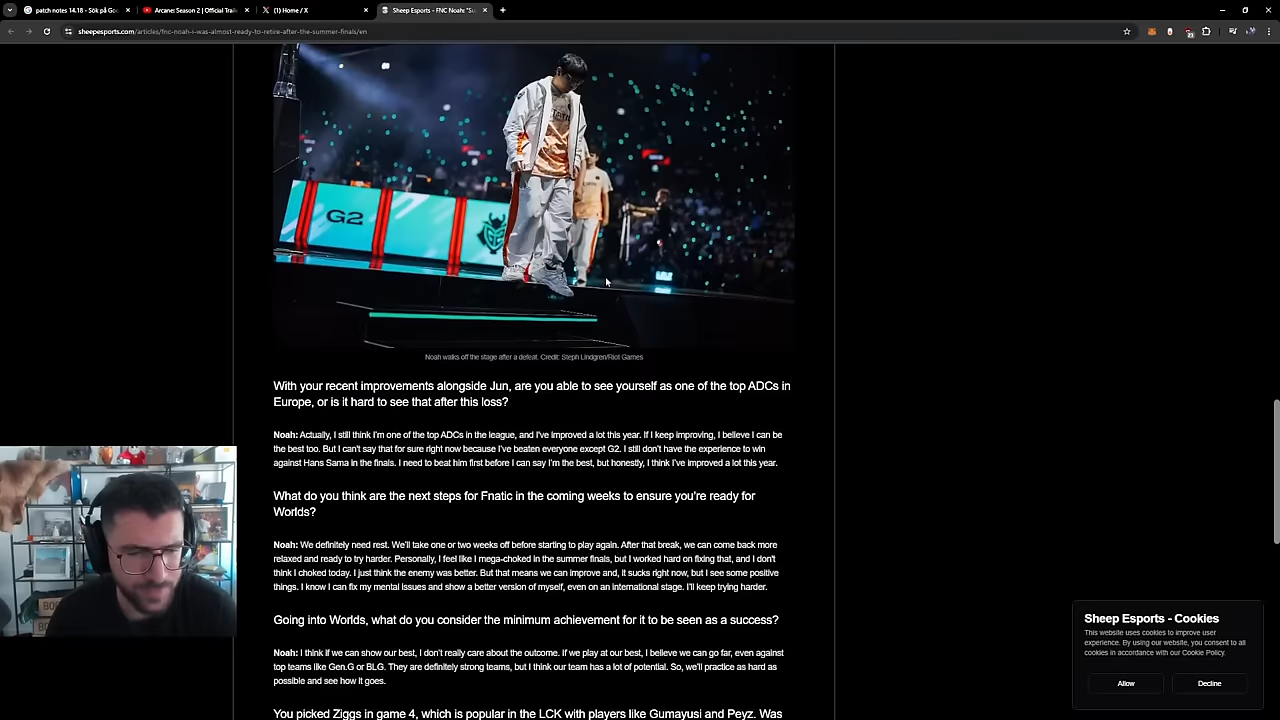 patch notes 14.18 - Sök på Goo
Arcane: Season 2 | Official Trail
(1) Home / X
Sheep Esports - FNC Noah: "Su
sheepesports.com/articles/fnc-noah-i-was-almost-ready-to-retire-after-the-summer-finals/en
G2
Noah walks off the stage after a defeat. Credit: Steph Lindgren/Riot Games
With your recent improvements alongside Jun, are you able to see yourself as one of the top ADCs in
Europe, or is it hard to see that after this loss?
Noah: Actually, I still think I'm one of the top ADCs in the league, and I've improved a lot this year. If I keep improving, I believe I can be
the best too. But I can't say that for sure right now because I've beaten everyone except G2. I still don't have the experience to win
against Hans Sama in the finals. I need to beat him first before I can say I'm the best, but honestly, I think I've improved a lot this year.
What do you think are the next steps for Fnatic in the coming weeks to ensure you're ready for
Worlds?
Noah: We definitely need rest. We'll take one or two weeks off before starting to play again. After that break, we can come back more
relaxed and ready to try harder. Personally, I feel like I mega-choked in the summer finals, but I worked hard on fixing that, and I don't
think I choked today. I just think the enemy was better. But that means we can improve and, it sucks right now, but I see some positive
things. I know I can fix my mental issues and show a better version of myself, even on an international stage. I'll keep trying harder.
Going into Worlds, what do you consider the minimum achievement for it to be seen as a success?
Noah: I think if we can show our best, I don't really care about the outcome. If we play at our best, I believe we can go far, even against
top teams like Gen.G or BLG. They are definitely strong teams, but I think our team has a lot of potential. So, we'll practice as hard as
possible and see how it goes.
You picked Ziggs in game 4, which is popular in the LCK with players like Gumayusi and Peyz. Was
Sheep Esports - Cookies
This website uses cookies to improve user
experience. By using our website, you consent to all
cookies in accordance with our Cookie Policy.
Allow
Decline